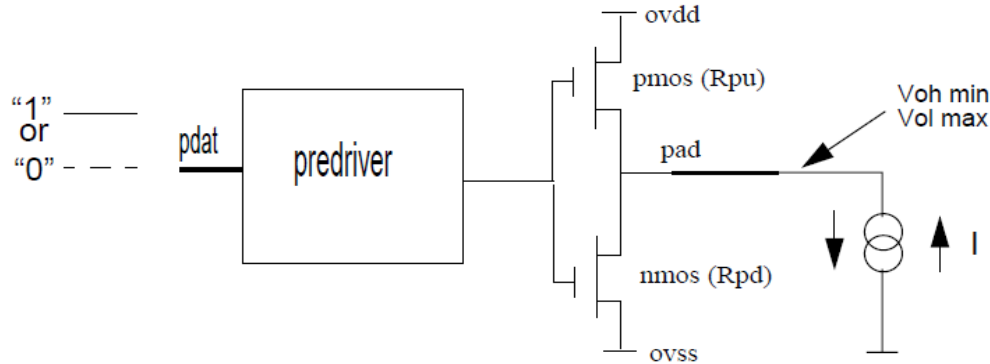 ovdd
pmos (Rpu)
Voh min
Vol max
“1”
or
“0”
pdat
predriver
pad
I
nmos (Rpd)
ovss